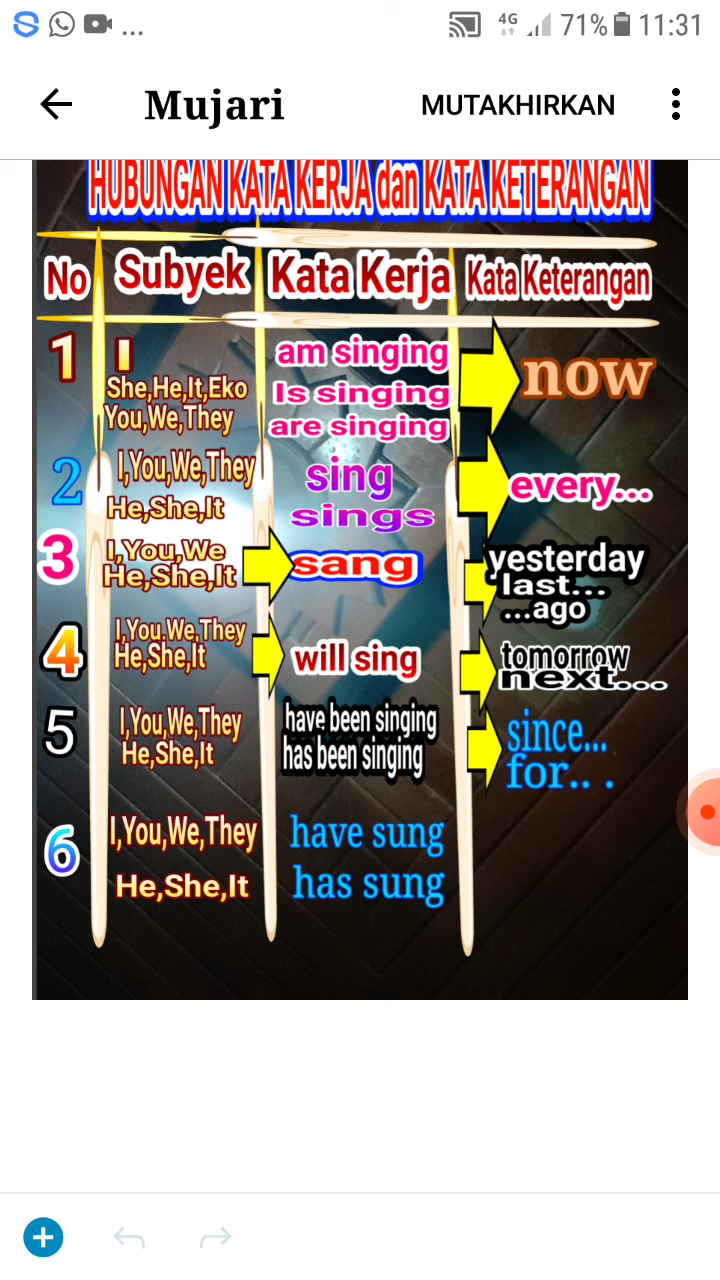 4G 71% 11:31
Mujari MUTAKHIRKAN
HUBUNGAN KATA KERJA dan KATA KETERANGAN
No Subyek Kata Kerja Kata Keterangan
1 I am singing now
She,He,It,Eko Is singing
You,We,They are singing
2 I,You,We,They sing every...
He,She,It sings
3 I,You,We sang yesterday
He,She,It last...
...ago
4 I,You.We,They will sing tomorrow
He,She,It next....
5 I,You,We,They have been singing since...
He,She,It has been singing for.. .
6 I,You,We,They have sung
He,She,It has sung